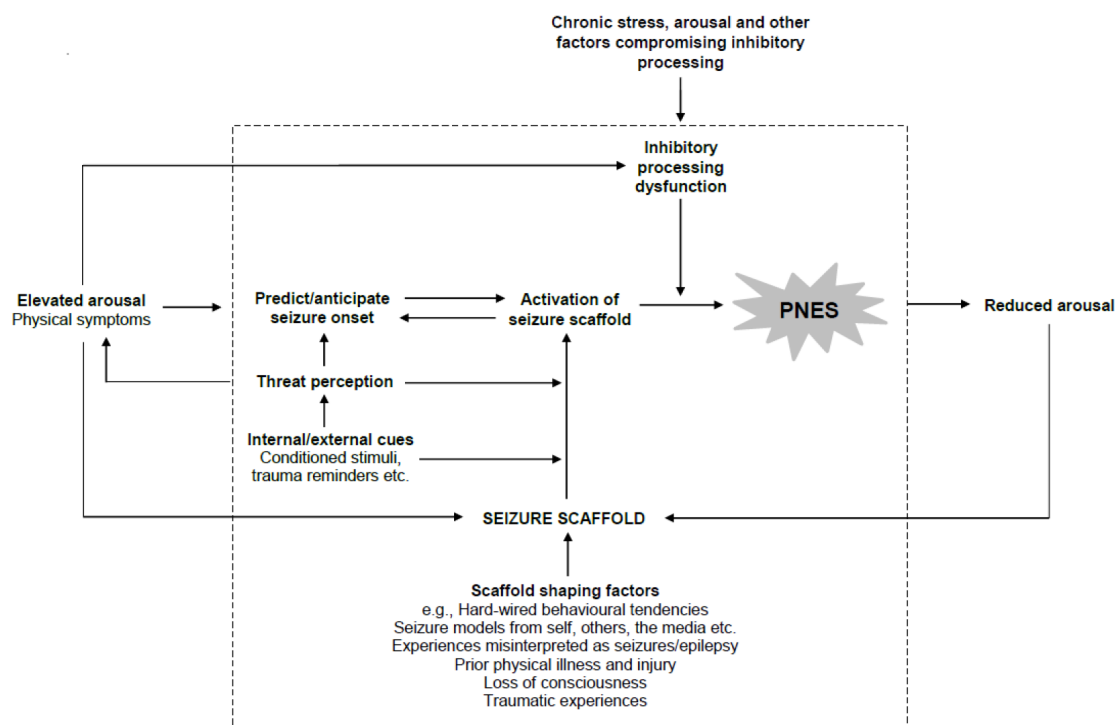 Chronic stress, arousal and other
factors compromising inhibitory
processing
Inhibitory
processing
dysfunction
Elevated arousal
Physical symptoms
Predict/anticipate
seizure onset
Activation of
seizure scaffold
PNES
Reduced arousal
Threat perception
Internal/external cues
Conditioned stimuli,
trauma reminders etc.
SEIZURE SCAFFOLD
Scaffold shaping factors
e.g., Hard-wired behavioural tendencies
Seizure models from self, others, the media etc.
Experiences misinterpreted as seizures/epilepsy
Prior physical illness and injury
Loss of consciousness
Traumatic experiences